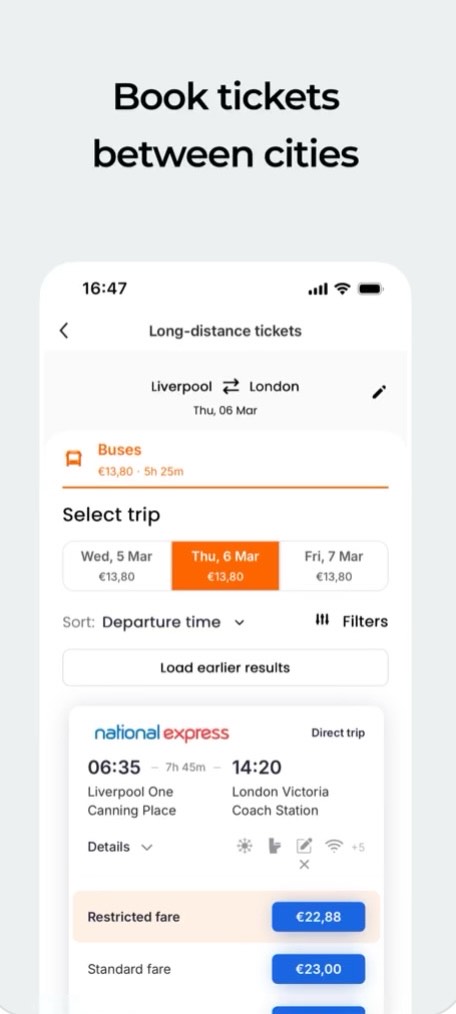 Book tickets
between cities
16:47
Long-distance tickets
Liverpool London
Thu, 06 Mar
Buses
€13,80 · 5h 25m
Select trip
Wed, 5 Mar Thu, 6 Mar Fri, 7 Mar
€13,80 €13,80 €13,80
Sort: Departure time Filters
Load earlier results
national express Direct trip
06:35 – 7h 45m – 14:20
Liverpool One London Victoria
Canning Place Coach Station
Details +5
Restricted fare €22,88
Standard fare €23,00